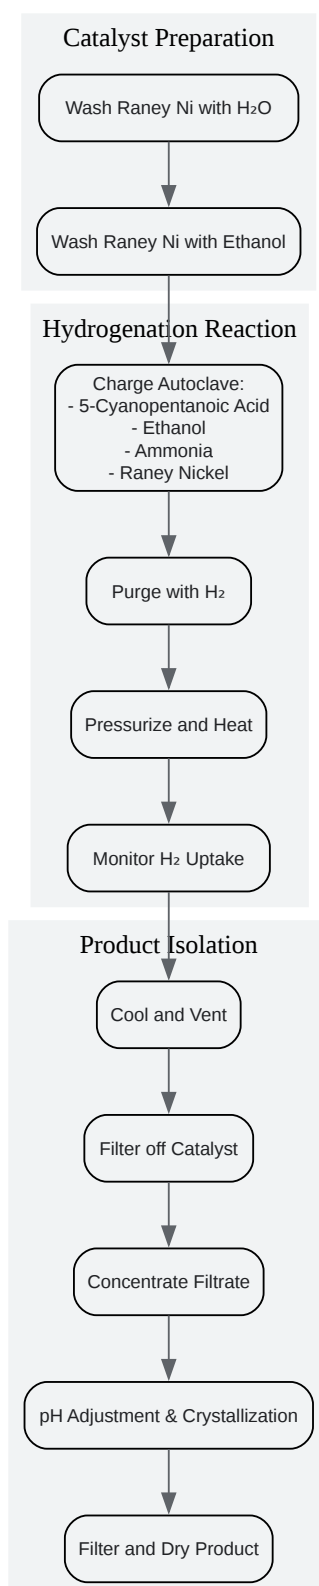 Catalyst Preparation
Wash Raney Ni with H₂O
Wash Raney Ni with Ethanol
Hydrogenation Reaction
Charge Autoclave:
- 5-Cyanopentanoic Acid
- Ethanol
- Ammonia
- Raney Nickel
Purge with H₂
Pressurize and Heat
Monitor H₂ Uptake
Product Isolation
Cool and Vent
Filter off Catalyst
Concentrate Filtrate
pH Adjustment & Crystallization
Filter and Dry Product